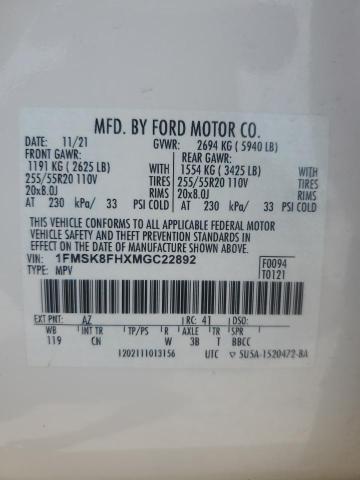 MFD. BY FORD MOTOR CO.
DATE: 11/21 GVWR: 2694 KG ( 5940 LB)
FRONT GAWR: REAR GAWR:
1191 KG ( 2625 LB) WITH 1554 KG ( 3425 LB) WITH
255/55R20 110V TIRES 255/55R20 110V TIRES
20x8.0J RIMS 20x8.0J RIMS
AT 230 kPa/ 33 PSI COLD AT 230 kPa/ 33 PSI COLD
THIS VEHICLE CONFORMS TO ALL APPLICABLE FEDERAL MOTOR
VEHICLE SAFETY AND THEFT PREVENTION STANDARDS IN
EFFECT ON THE DATE OF MANUFACTURE SHOWN ABOVE.
VIN: 1FMSK8FHXMGC22892 F0094
TYPE: MPV T0121
EXT PNT: AZ RC: 41 DSO:
WB INT TR TP/PS R AXLE TR SPR
119 CN W 3B T BBCC
1202111013156 UTC ▽ 5U5A-1520472-BA